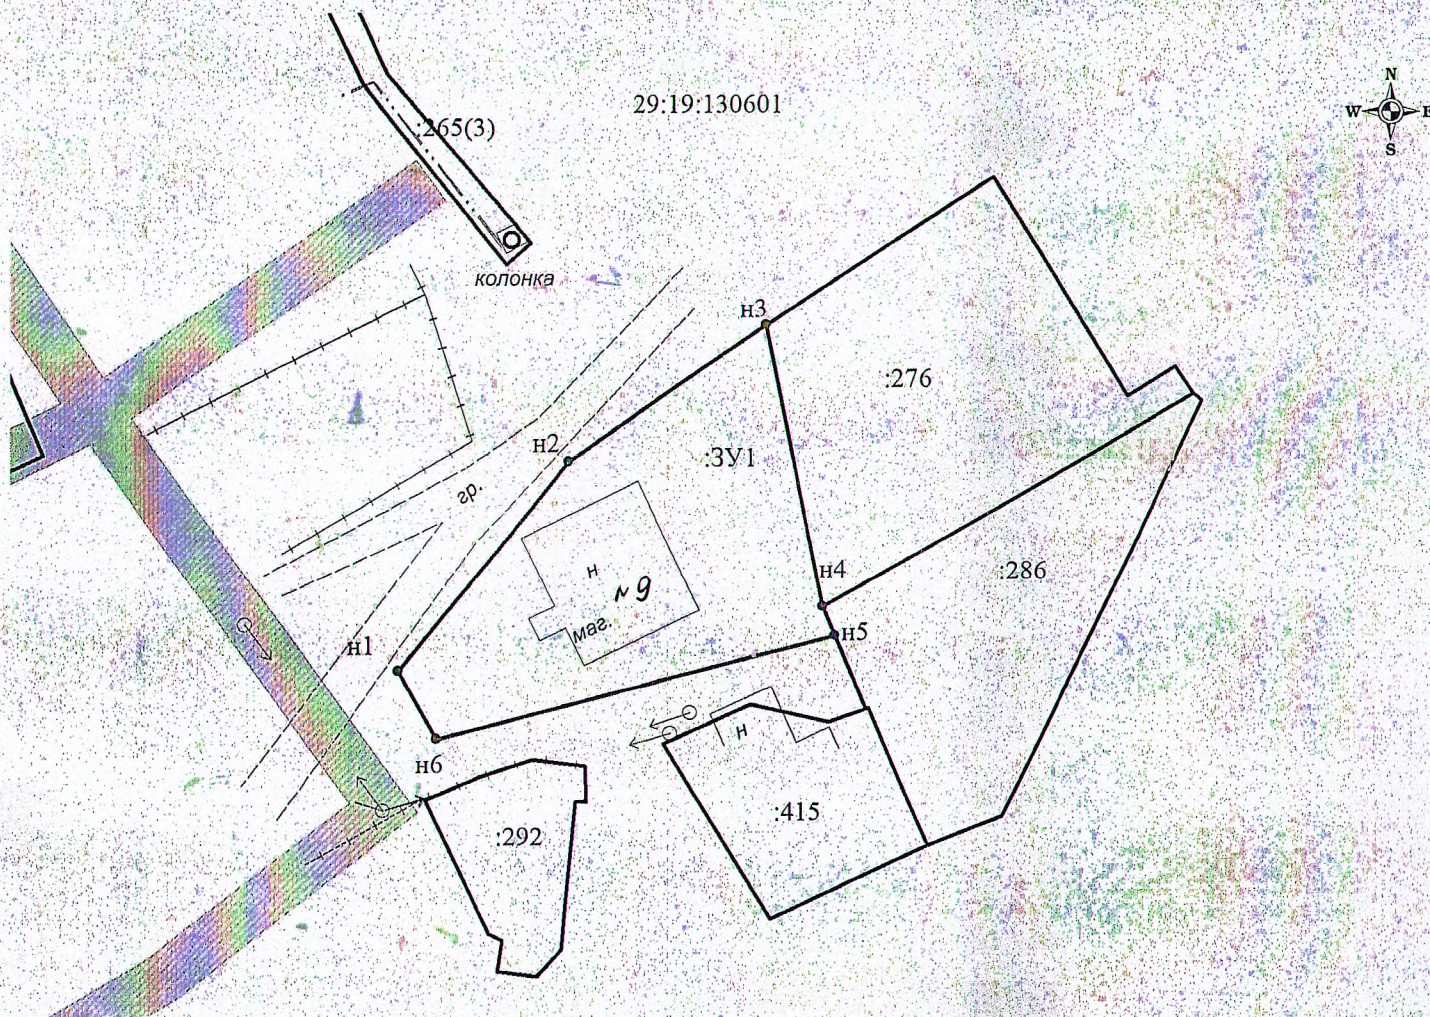 N
W E
S
29:19:130601
:265(3)
колонка
н3
:276
н2
:ЗУ1
гр.
н4
:286
н
№9
маг.
н5
н1
н
н6
:415
:292